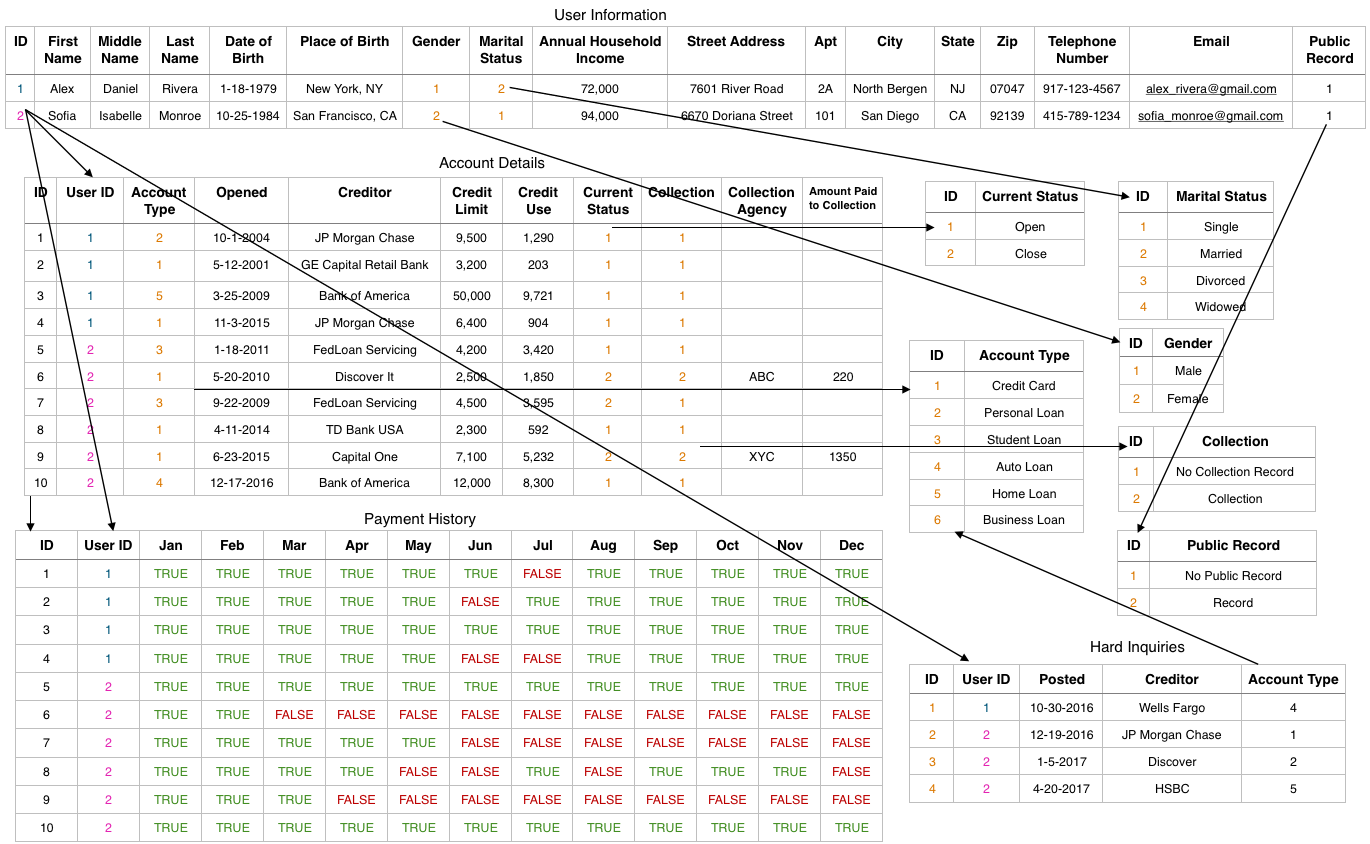 User Information
ID First Name Middle Name Last Name Date of Birth Place of Birth Gender Marital Status Annual Household Income Street Address Apt City State Zip Telephone Number Email Public Record
1 Alex Daniel Rivera 1-18-1979 New York, NY 1 2 72,000 7601 River Road 2A North Bergen NJ 07047 917-123-4567 alex_rivera@gmail.com 1
2 Sofia Isabelle Monroe 10-25-1984 San Francisco, CA 2 1 94,000 6670 Doriana Street 101 San Diego CA 92139 415-789-1234 sofia_monroe@gmail.com 1
Account Details
ID User ID Account Type Opened Creditor Credit Limit Credit Use Current Status Collection Collection Agency Amount Paid to Collection
1 1 2 10-1-2004 JP Morgan Chase 9,500 1,290 1 1
2 1 1 5-12-2001 GE Capital Retail Bank 3,200 203 1 1
3 1 5 3-25-2009 Bank of America 50,000 9,721 1 1
4 1 1 11-3-2015 JP Morgan Chase 6,400 904 1 1
5 2 3 1-18-2011 FedLoan Servicing 4,200 3,420 1 1
6 2 1 5-20-2010 Discover It 2,500 1,850 2 2 ABC 220
7 2 3 9-22-2009 FedLoan Servicing 4,500 3,595 2 1
8 2 1 4-11-2014 TD Bank USA 2,300 592 1 1
9 2 1 6-23-2015 Capital One 7,100 5,232 2 2 XYC 1350
10 2 4 12-17-2016 Bank of America 12,000 8,300 1 1
ID Current Status
1 Open
2 Close
ID Marital Status
1 Single
2 Married
3 Divorced
4 Widowed
ID Gender
1 Male
2 Female
ID Account Type
1 Credit Card
2 Personal Loan
3 Student Loan
4 Auto Loan
5 Home Loan
6 Business Loan
ID Collection
1 No Collection Record
2 Collection
ID Public Record
1 No Public Record
2 Record
Payment History
ID User ID Jan Feb Mar Apr May Jun Jul Aug Sep Oct Nov Dec
1 1 TRUE TRUE TRUE TRUE TRUE TRUE FALSE TRUE TRUE TRUE TRUE TRUE
2 1 TRUE TRUE TRUE TRUE TRUE FALSE TRUE TRUE TRUE TRUE TRUE TRUE
3 1 TRUE TRUE TRUE TRUE TRUE TRUE TRUE TRUE TRUE TRUE TRUE TRUE
4 1 TRUE TRUE TRUE TRUE TRUE FALSE FALSE TRUE TRUE TRUE TRUE TRUE
5 2 TRUE TRUE TRUE TRUE TRUE TRUE TRUE TRUE TRUE TRUE TRUE TRUE
6 2 TRUE TRUE FALSE FALSE FALSE FALSE FALSE FALSE FALSE FALSE FALSE FALSE
7 2 TRUE TRUE TRUE TRUE TRUE FALSE FALSE FALSE FALSE FALSE FALSE FALSE
8 2 TRUE TRUE TRUE TRUE FALSE FALSE TRUE FALSE TRUE TRUE TRUE FALSE
9 2 TRUE TRUE TRUE FALSE FALSE FALSE FALSE FALSE FALSE FALSE FALSE FALSE
10 2 TRUE TRUE TRUE TRUE TRUE TRUE TRUE TRUE TRUE TRUE TRUE TRUE
Hard Inquiries
ID User ID Posted Creditor Account Type
1 1 10-30-2016 Wells Fargo 4
2 2 12-19-2016 JP Morgan Chase 1
3 2 1-5-2017 Discover 2
4 2 4-20-2017 HSBC 5